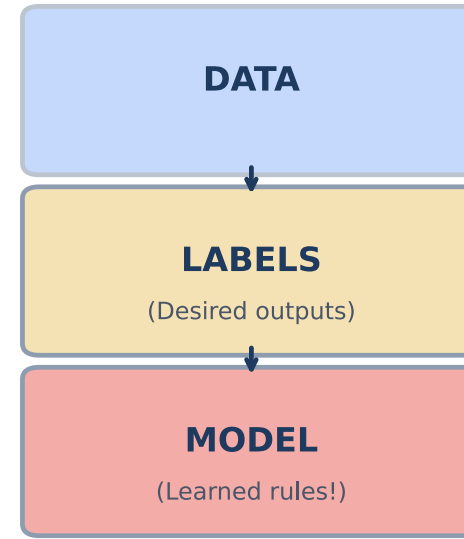 DATA
LABELS
(Desired outputs)
MODEL
(Learned rules!)